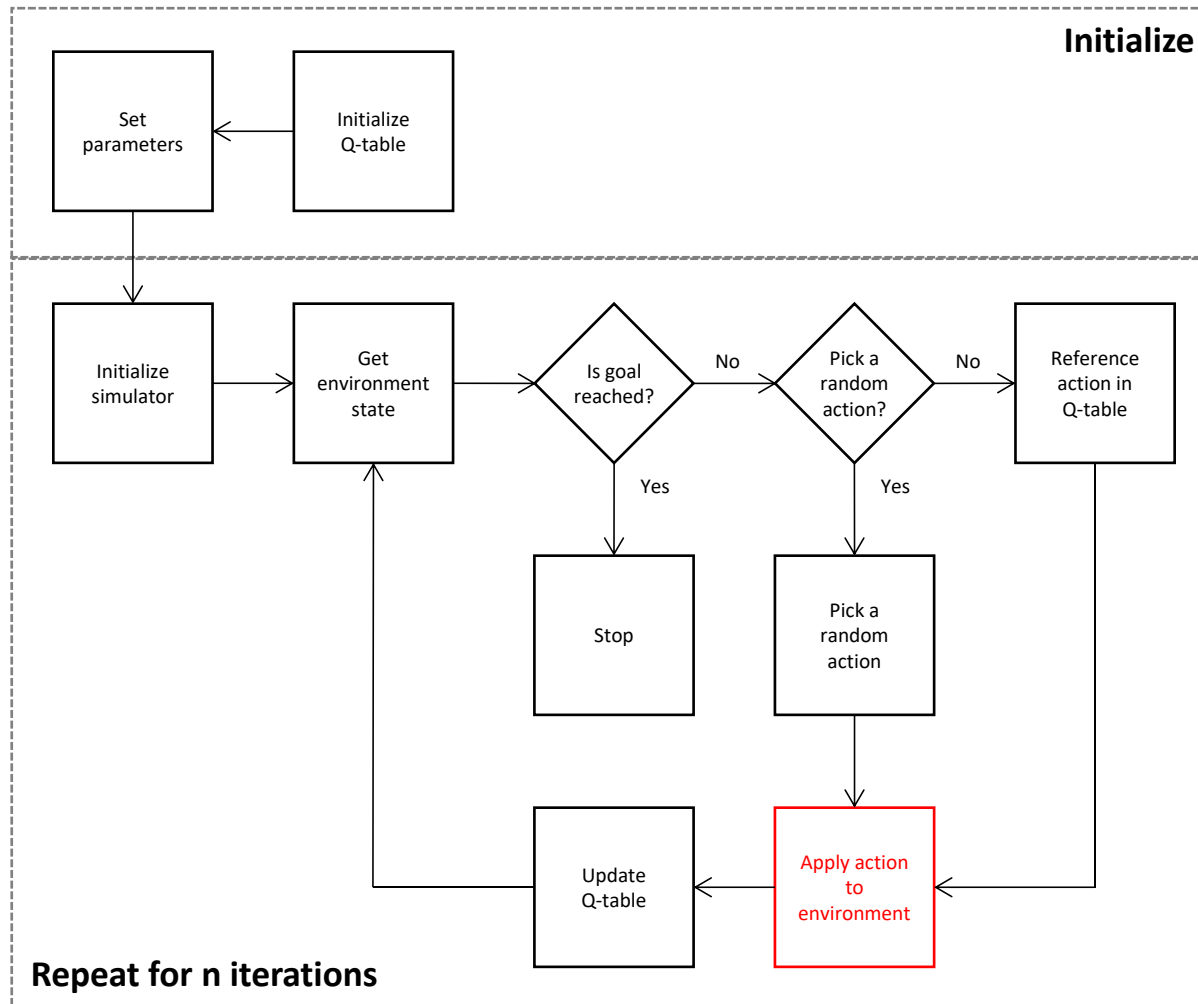 Initialize
Set
parameters
Initialize
Q-table
Initialize
simulator
Get
environment
state
Is goal
reached?
No
Pick a
random
action?
No
Reference
action in
Q-table
Yes
Yes
Stop
Pick a
random
action
Update
Q-table
Apply action
to
environment
Repeat for n iterations